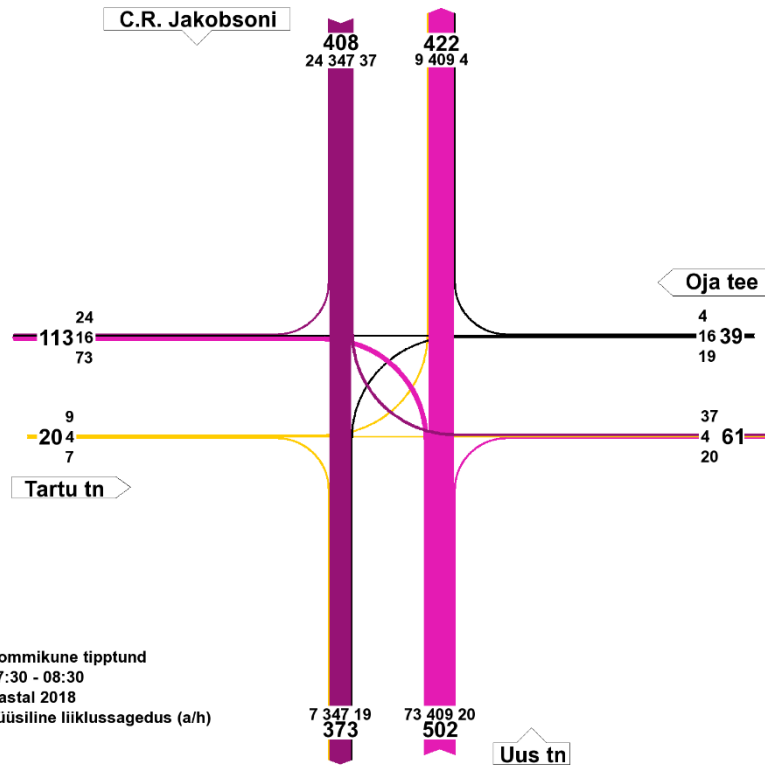 C.R. Jakobsoni
408
24 347 37
422
9 409 4
Oja tee
24
113 16
73
4
16 39
19
9
20 4
7
37
4 61
20
Tartu tn
ommikune tipptund
7:30 - 08:30
astal 2018
üüsiline liiklussagedus (a/h)
7 347 19
373
73 409 20
502
Uus tn